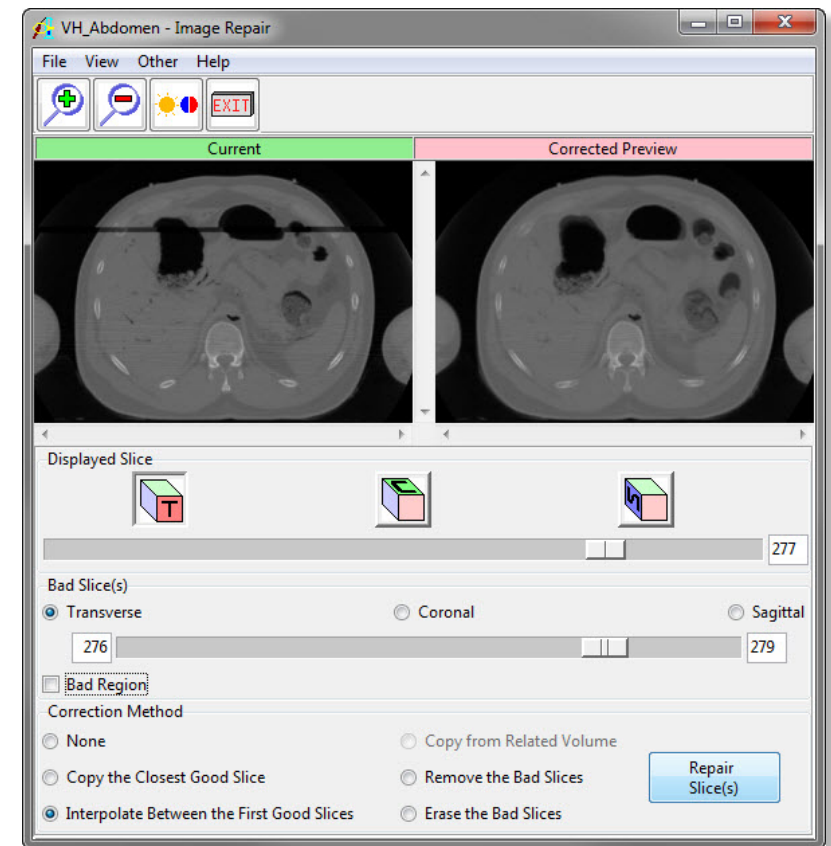 VH_Abdomen - Image Repair
File View Other Help
EXIT
Current Corrected Preview
Displayed Slice
T
277
Bad Slice(s)
Transverse Coronal Sagittal
276 279
Bad Region
Correction Method
None Copy from Related Volume
Copy the Closest Good Slice Remove the Bad Slices
Repair
Slice(s)
Interpolate Between the First Good Slices Erase the Bad Slices